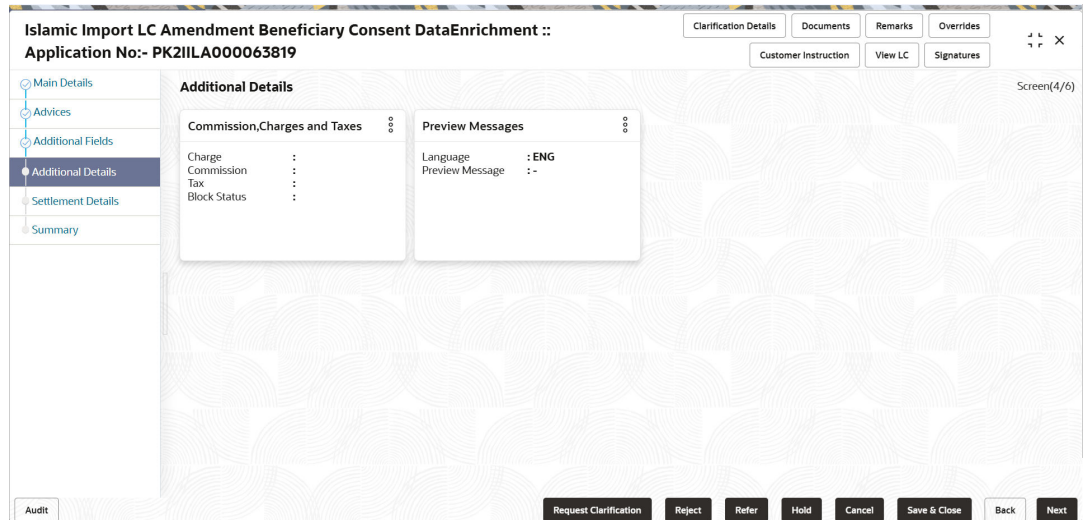 Islamic Import LC Amendment Beneficiary Consent DataEnrichment ::
Application No:- PK2IILA000063819
Clarification Details
Documents
Remarks
Overrides
Customer Instruction
View LC
Signatures
Main Details
Advices
Additional Fields
Additional Details
Settlement Details
Summary
Additional Details
Screen(4/6)
Commission,Charges and Taxes
Charge :
Commission :
Tax :
Block Status :
Preview Messages
Language : ENG
Preview Message : -
Audit
Request Clarification
Reject
Refer
Hold
Cancel
Save & Close
Back
Next